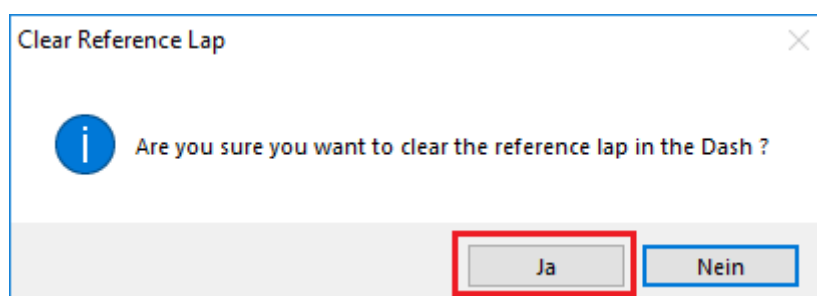 Clear Reference Lap
Are you sure you want to clear the reference lap in the Dash ?
Ja Nein